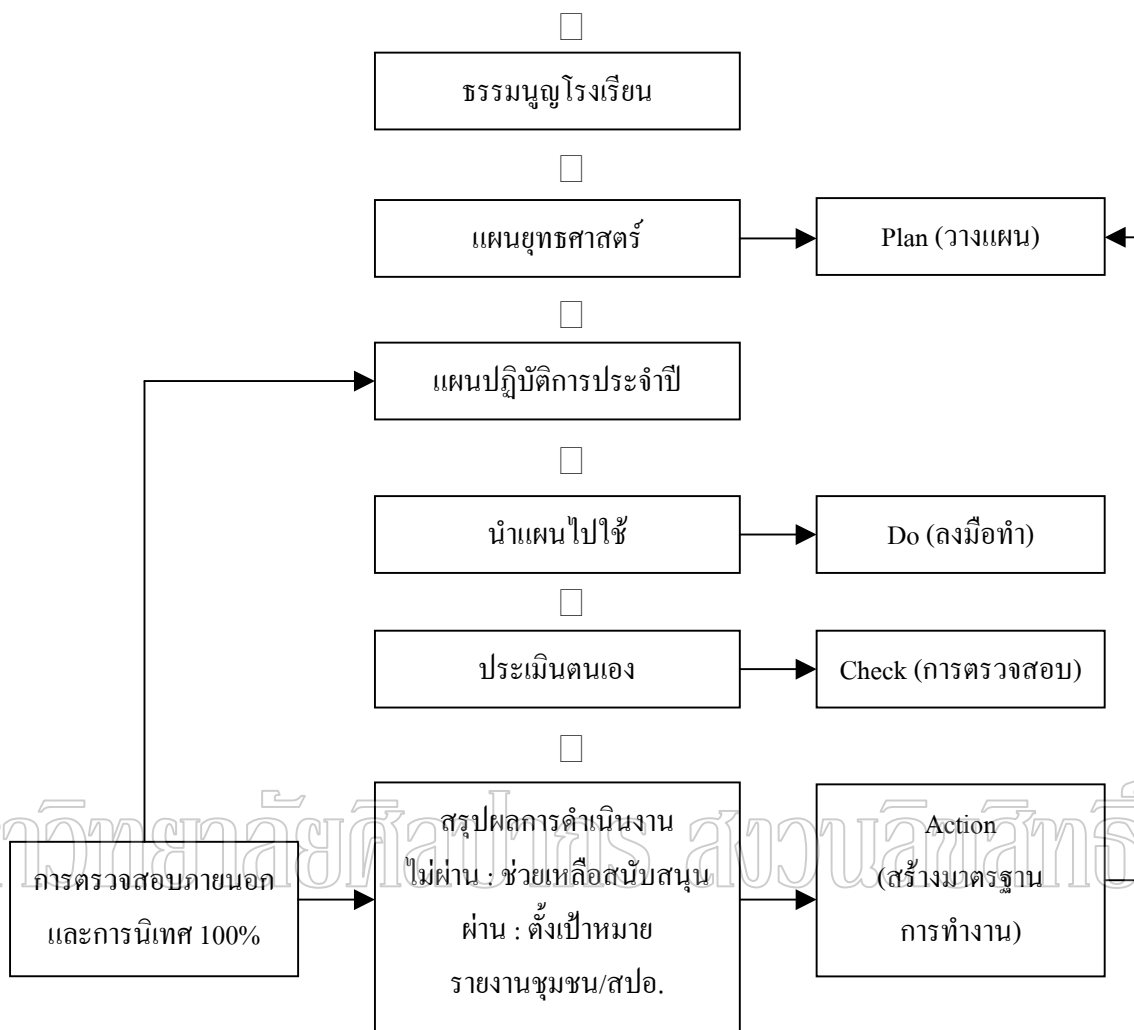 ธรรมนูญโรงเรียน
แผนยุทธศาสตร์
Plan (วางแผน)
แผนปฏิบัติการประจำปี
นำแผนไปใช้
Do (ลงมือทำ)
ประเมินตนเอง
Check (การตรวจสอบ)
การตรวจสอบภายนอก
และการนิเทศ 100%
สรุปผลการดำเนินงาน
ไม่ผ่าน : ช่วยเหลือสนับสนุน
ผ่าน : ตั้งเป้าหมาย
รายงานชุมชน/สปอ.
Action
(สร้างมาตรฐาน
การทำงาน)